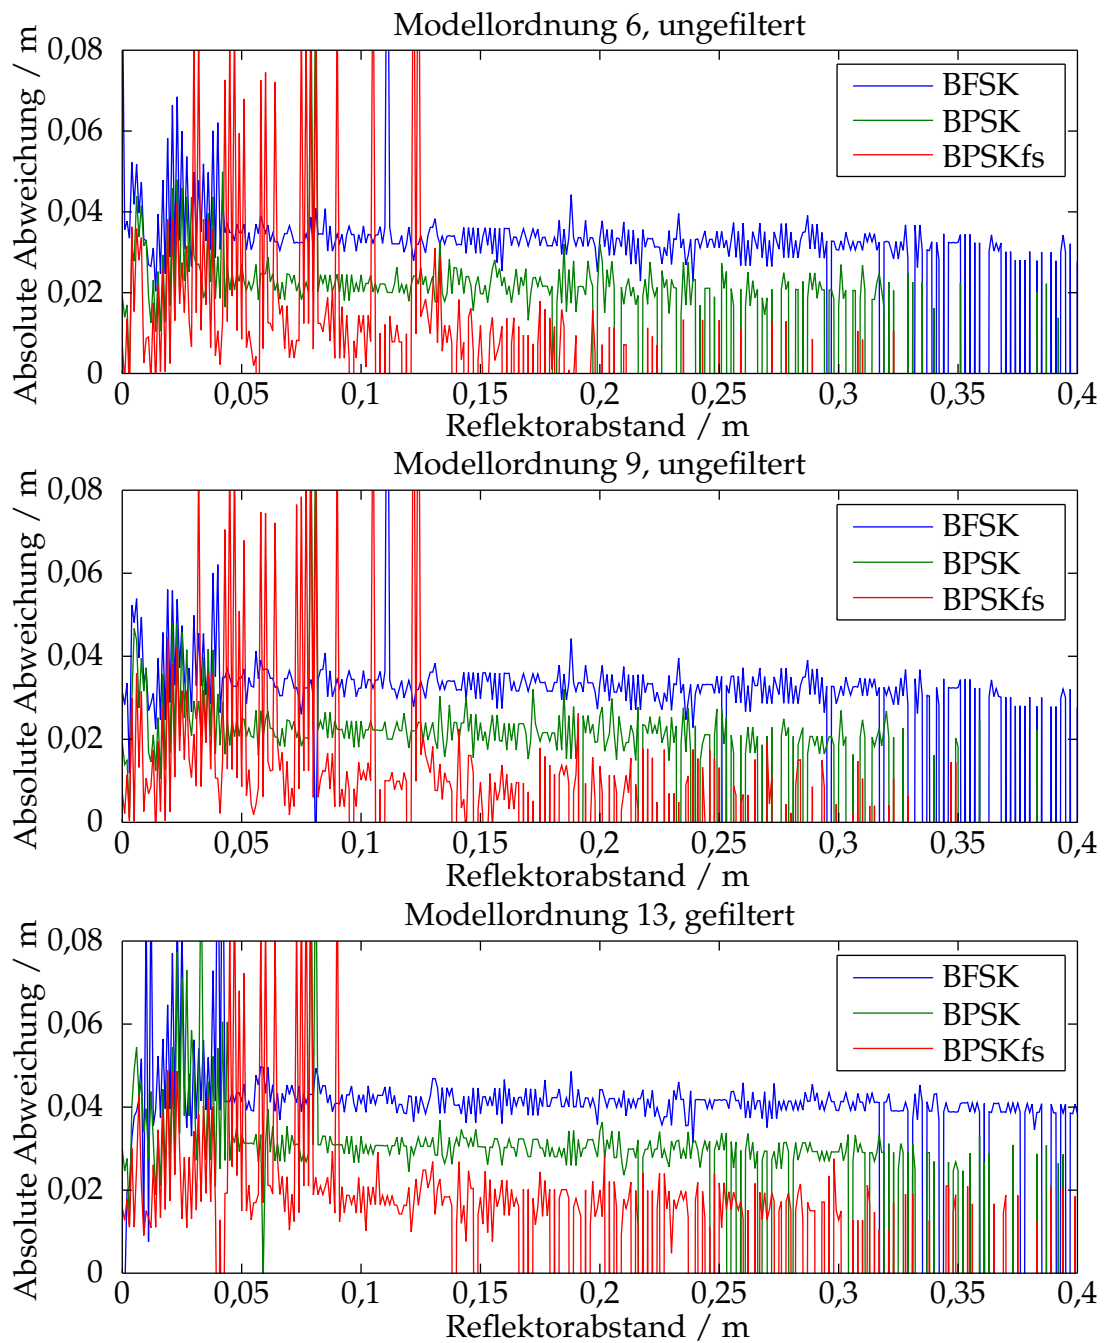 Modellordnung 6, ungefiltert
Absolute Abweichung / m
0,08
0,06
0,04
0,02
0
BFSK
BPSK
BPSKfs
0 0,05 0,1 0,15 0,2 0,25 0,3 0,35 0,4
Reflektorabstand / m
Modellordnung 9, ungefiltert
Absolute Abweichung / m
0,08
0,06
0,04
0,02
0
BFSK
BPSK
BPSKfs
0 0,05 0,1 0,15 0,2 0,25 0,3 0,35 0,4
Reflektorabstand / m
Modellordnung 13, gefiltert
Absolute Abweichung / m
0,08
0,06
0,04
0,02
0
BFSK
BPSK
BPSKfs
0 0,05 0,1 0,15 0,2 0,25 0,3 0,35 0,4
Reflektorabstand / m